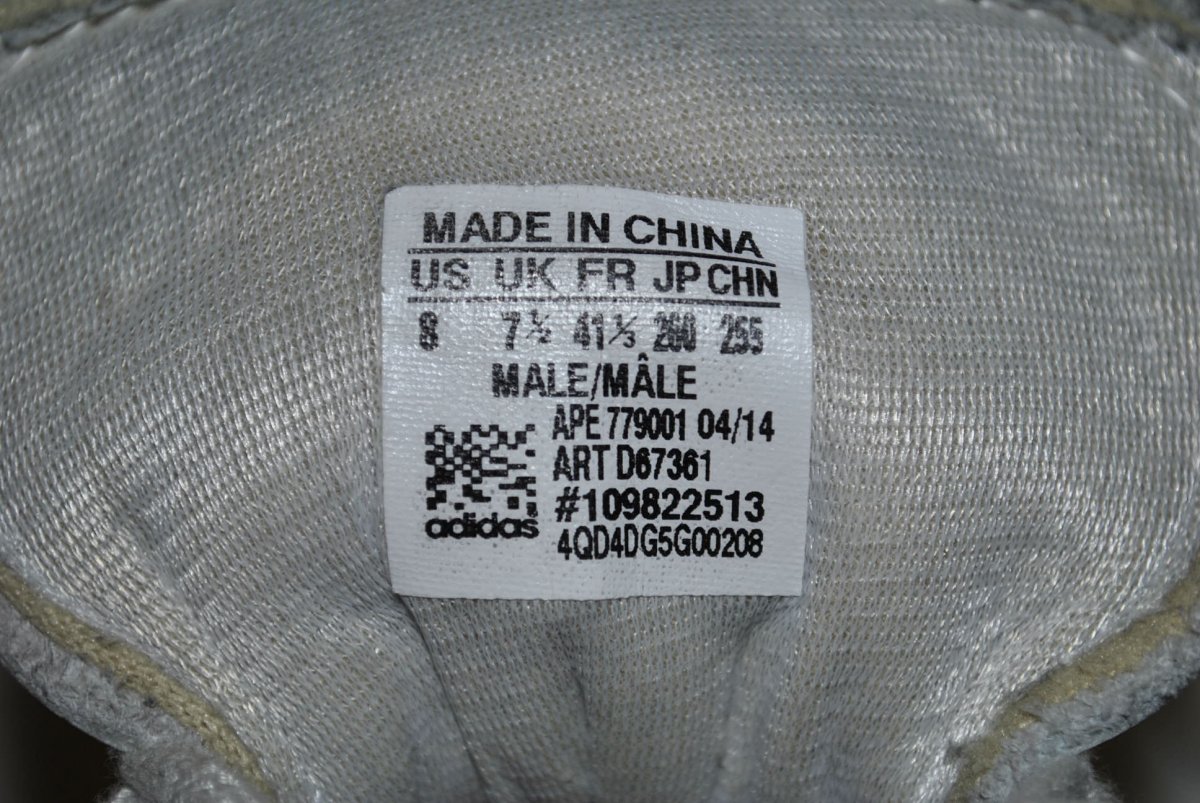 MADE IN CHINA
US UK FR JP CHN
8 7½ 41⅓ 260 255
MALE/MÂLE
APE 779001 04/14
ART D67361
#109822513
adidas
4QD4DG5G00208